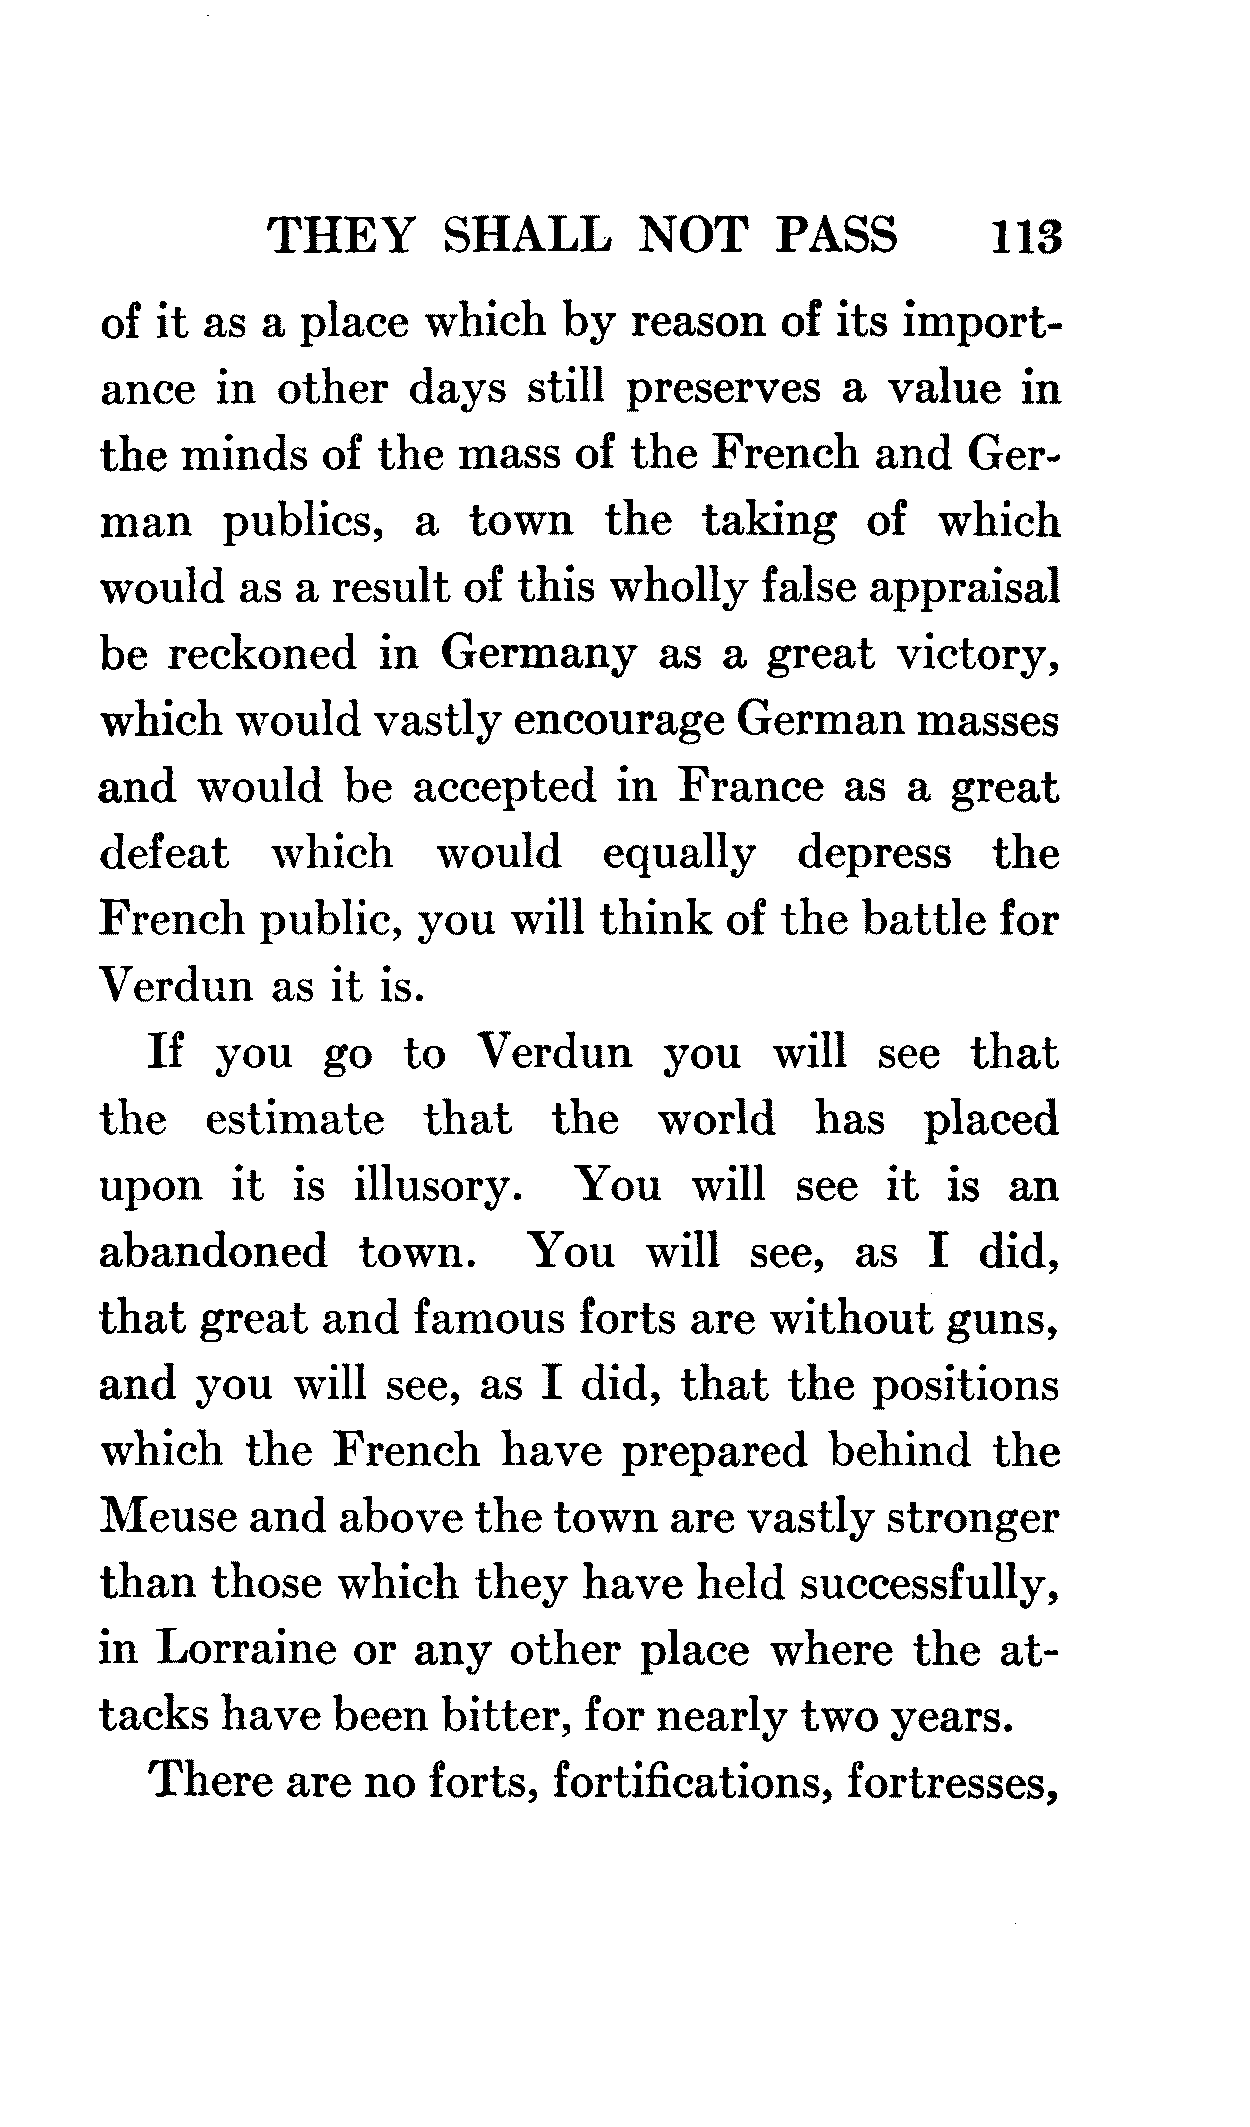 THEY SHALL NOT PASS 113
of it as a place which by reason of its import-
ance in other days still preserves a value in
the minds of the mass of the French and Ger-
man publics, a town the taking of which
would as a result of this wholly false appraisal
be reckoned in Germany as a great victory,
which would vastly encourage German masses
and would be accepted in France as a great
defeat which would equally depress the
French public, you will think of the battle for
Verdun as it is.
If you go to Verdun you will see that
the estimate that the world has placed
upon it is illusory. You will see it is an
abandoned town. You will see, as I did,
that great and famous forts are without guns,
and you will see, as I did, that the positions
which the French have prepared behind the
Meuse and above the town are vastly stronger
than those which they have held successfully,
in Lorraine or any other place where the at-
tacks have been bitter, for nearly two years.
There are no forts, fortifications, fortresses,